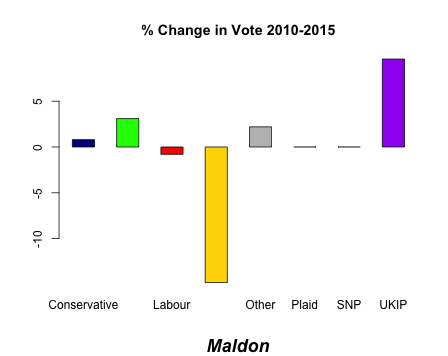 % Change in Vote 2010-2015
5
0
-5
-10
Conservative Labour Other Plaid SNP UKIP
Maldon